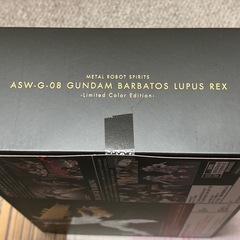 METAL ROBOT SPIRITS
ASW-G-08 GUNDAM BARBATOS LUPUS REX
-Limited Color Edition-